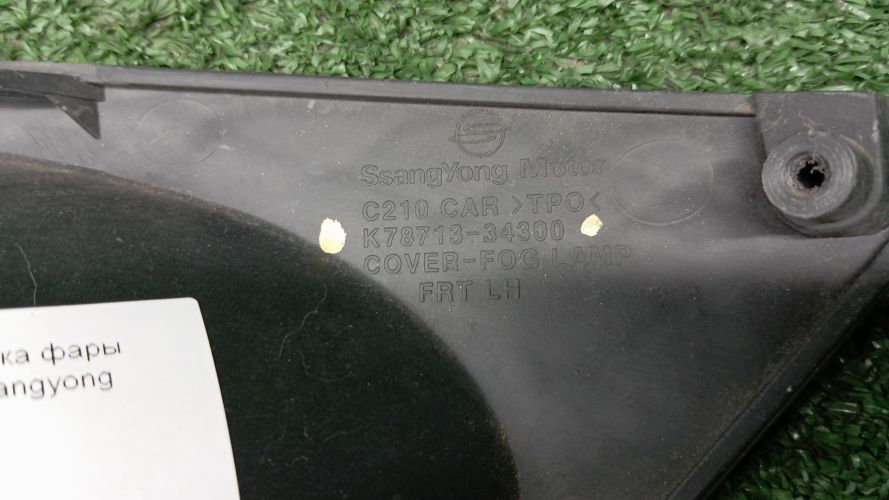 SsangYong Motor
C210 CAR >TPO<
K78713-34300
COVER-FOG LAMP
FRT LH
ка фары
angyong